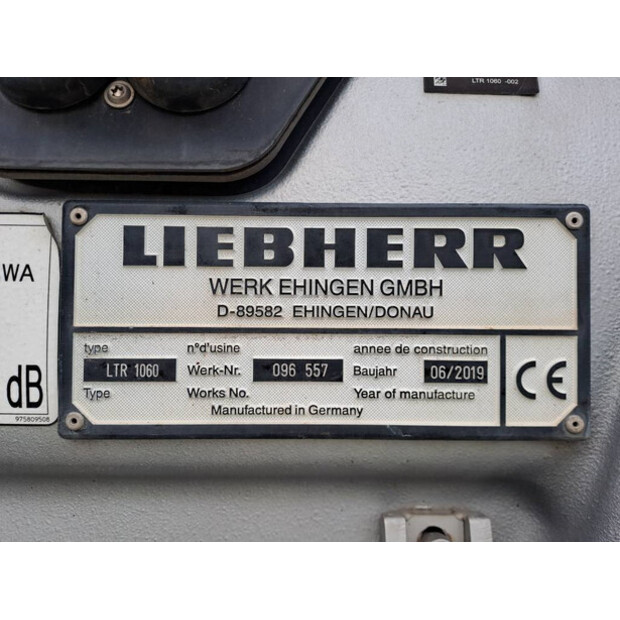 LTR 1060 -002
WA
dB
975809508
LIEBHERR
WERK EHINGEN GMBH
D-89582 EHINGEN/DONAU
type n°d'usine annee de construction
LTR 1060 Werk-Nr. 096 557 Baujahr 06/2019
Type Works No. Year of manufacture
Manufactured in Germany
CE